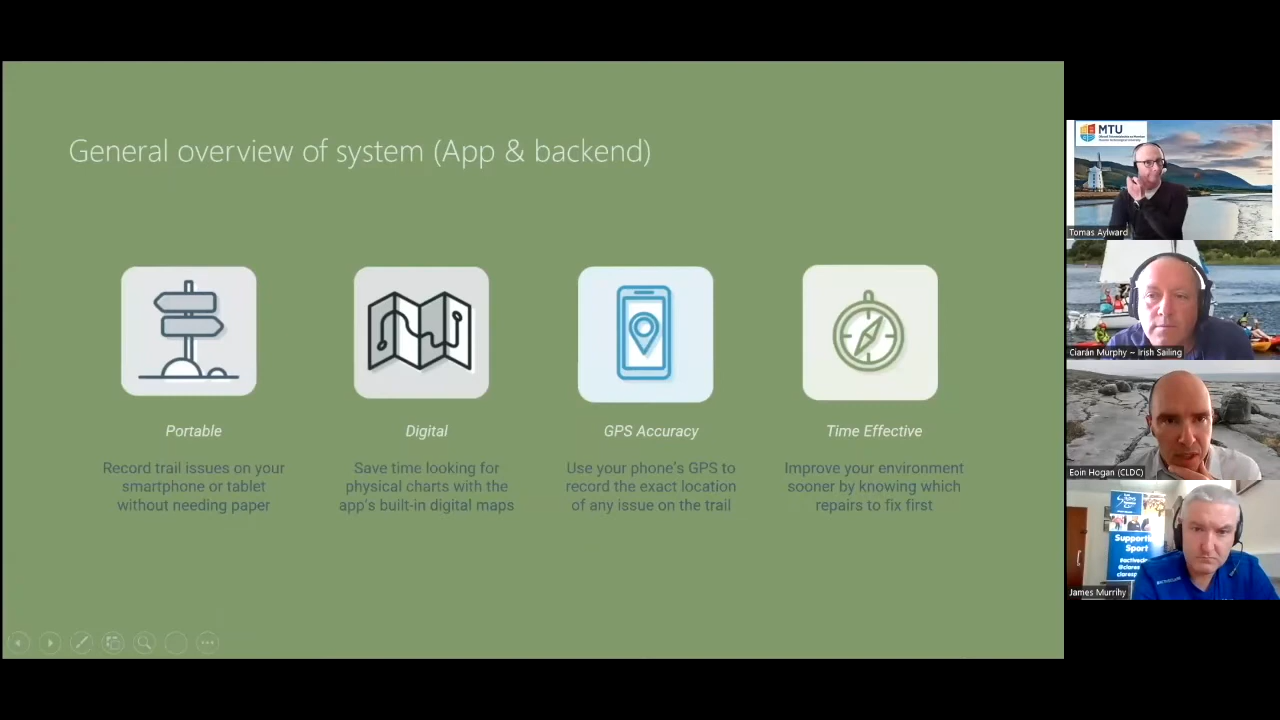 General overview of system (App & backend)
Portable
Record trail issues on your
smartphone or tablet
without needing paper
Digital
Save time looking for
physical charts with the
app's built-in digital maps
GPS Accuracy
Use your phone's GPS to
record the exact location
of any issue on the trail
Time Effective
Improve your environment
sooner by knowing which
repairs to fix first
MTU
Tomas Aylward
Ciarán Murphy – Irish Sailing
Eoin Hogan (CLDC)
Sport
James Murrihy